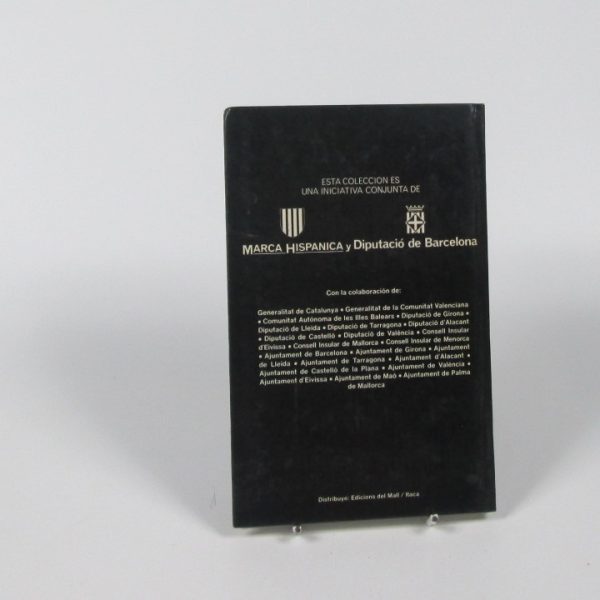 ESTA COLECCION ES
UNA INICIATIVA CONJUNTA DE
MARCA HISPANICA y Diputació de Barcelona
Con la colaboración de:
Generalitat de Catalunya • Generalitat de la Comunitat Valenciana
• Comunitat Autònoma de les Illes Balears • Diputació de Girona •
Diputació de Lleida • Diputació de Tarragona • Diputació d'Alacant
• Diputació de Castelló • Diputació de València • Consell Insular
d'Eivissa • Consell Insular de Mallorca • Consell Insular de Menorca
• Ajuntament de Barcelona • Ajuntament de Girona • Ajuntament
de Lleida • Ajuntament de Tarragona • Ajuntament d'Alacant •
Ajuntament de Castelló de la Plana • Ajuntament de València •
Ajuntament d'Eivissa • Ajuntament de Maó • Ajuntament de Palma
de Mallorca
Distribuye: Edicions del Mall / Itaca